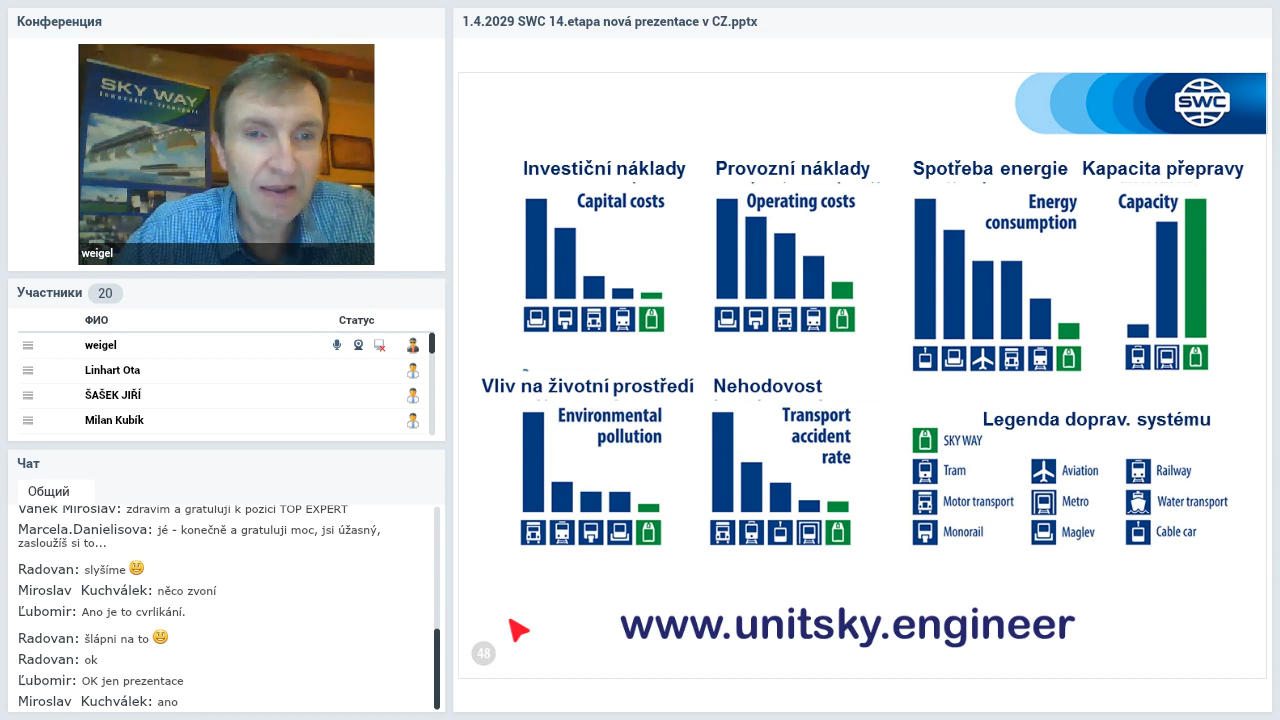 Конференция
SKY WAY
innovative transport
weigel
Участники 20
ФИО Статус
weigel
Linhart Ota
ŠAŠEK JIŘÍ
Milan Kubík
Чат
Общий
Vaněk Miroslav: zdravím a gratuluji k pozici TOP EXPERT
Marcela.Danielisova: jé - konečně a gratuluji moc, jsi úžasný,
zasloužíš si to...
Radovan: slyšíme
Miroslav Kuchválek: něco zvoní
Ľubomir: Ano je to cvrlikání.
Radovan: šlápni na to
Radovan: ok
Ľubomir: OK jen prezentace
Miroslav Kuchválek: ano
1.4.2029 SWC 14.etapa nová prezentace v CZ.pptx
SWC
Investiční náklady
Capital costs
Provozní náklady
Operating costs
Spotřeba energie
Energy
consumption
Kapacita přepravy
Capacity
Vliv na životní prostředí
Environmental
pollution
Nehodovost
Transport
accident
rate
Legenda doprav. systému
SKY WAY
Tram Aviation Railway
Motor transport Metro Water transport
Monorail Maglev Cable car
www.unitsky.engineer
48